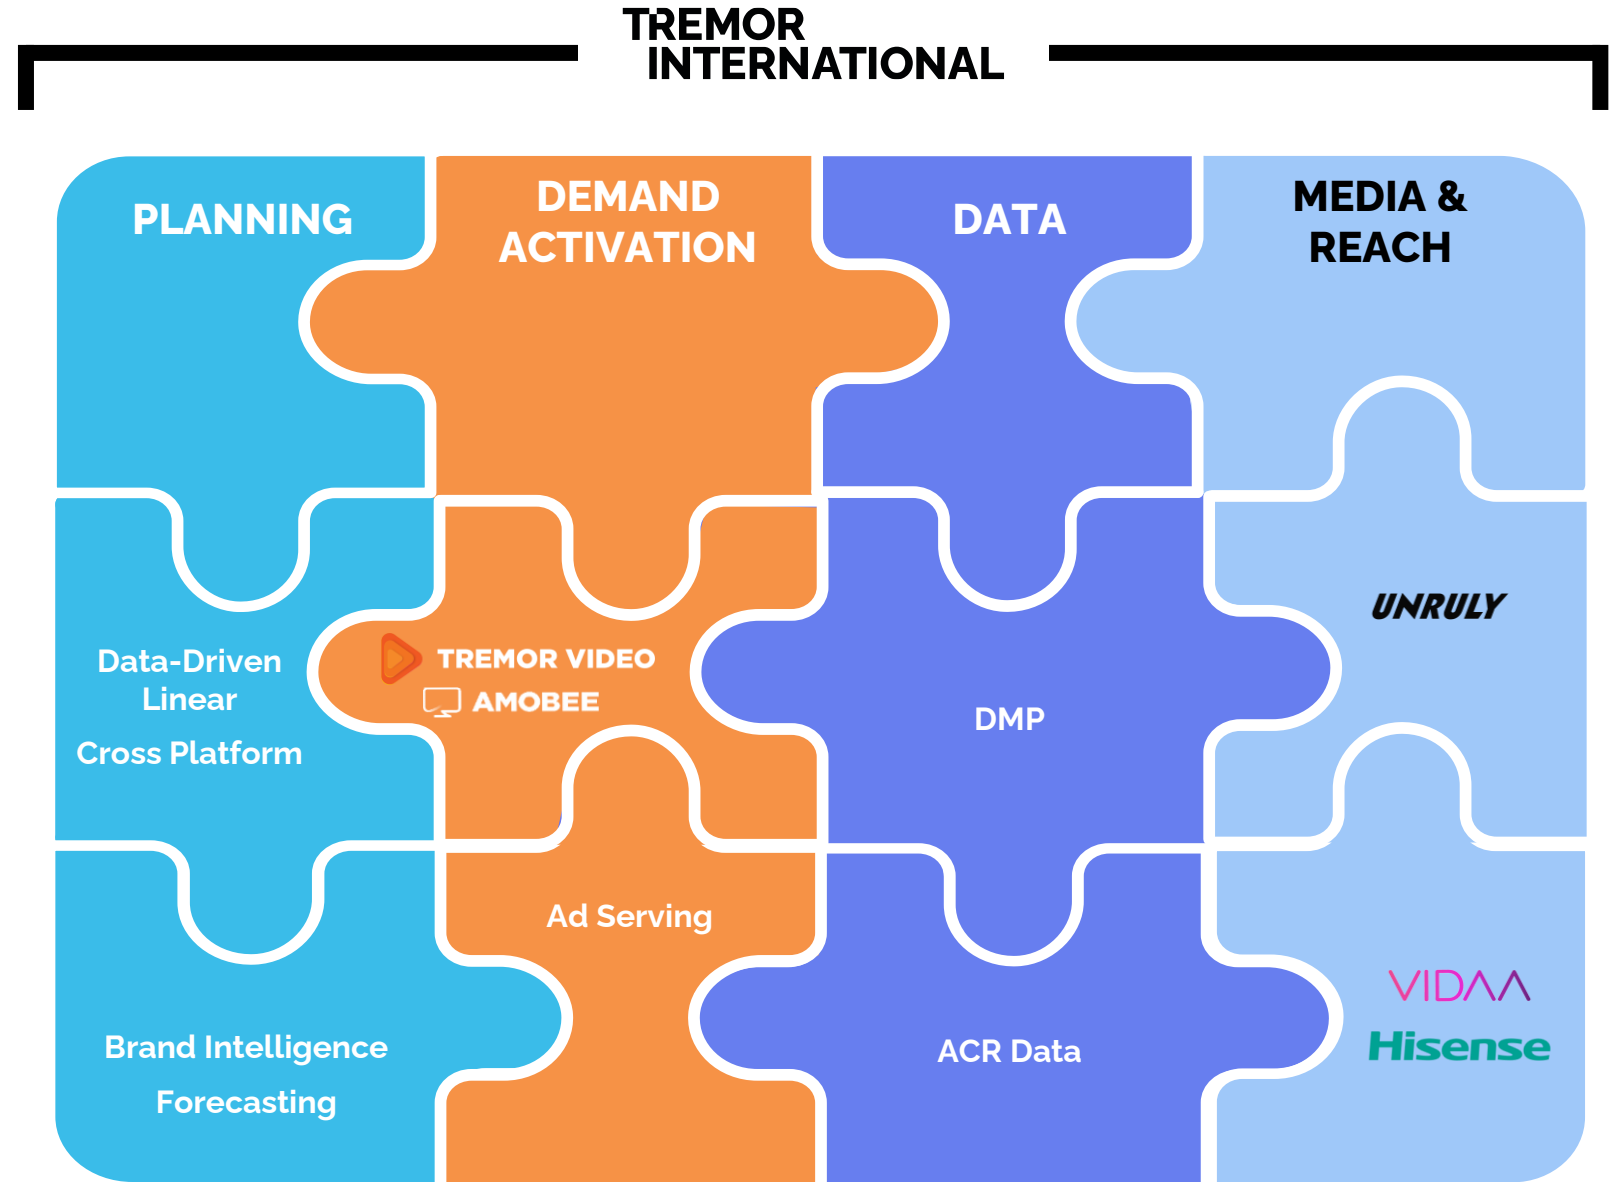 TREMOR
INTERNATIONAL
PLANNING
DEMAND
ACTIVATION
DATA
MEDIA &
REACH
Data-Driven
Linear
Cross Platform
TREMOR VIDEO
AMOBEE
DMP
UNRULY
Brand Intelligence
Forecasting
Ad Serving
ACR Data
VIDAA
Hisense